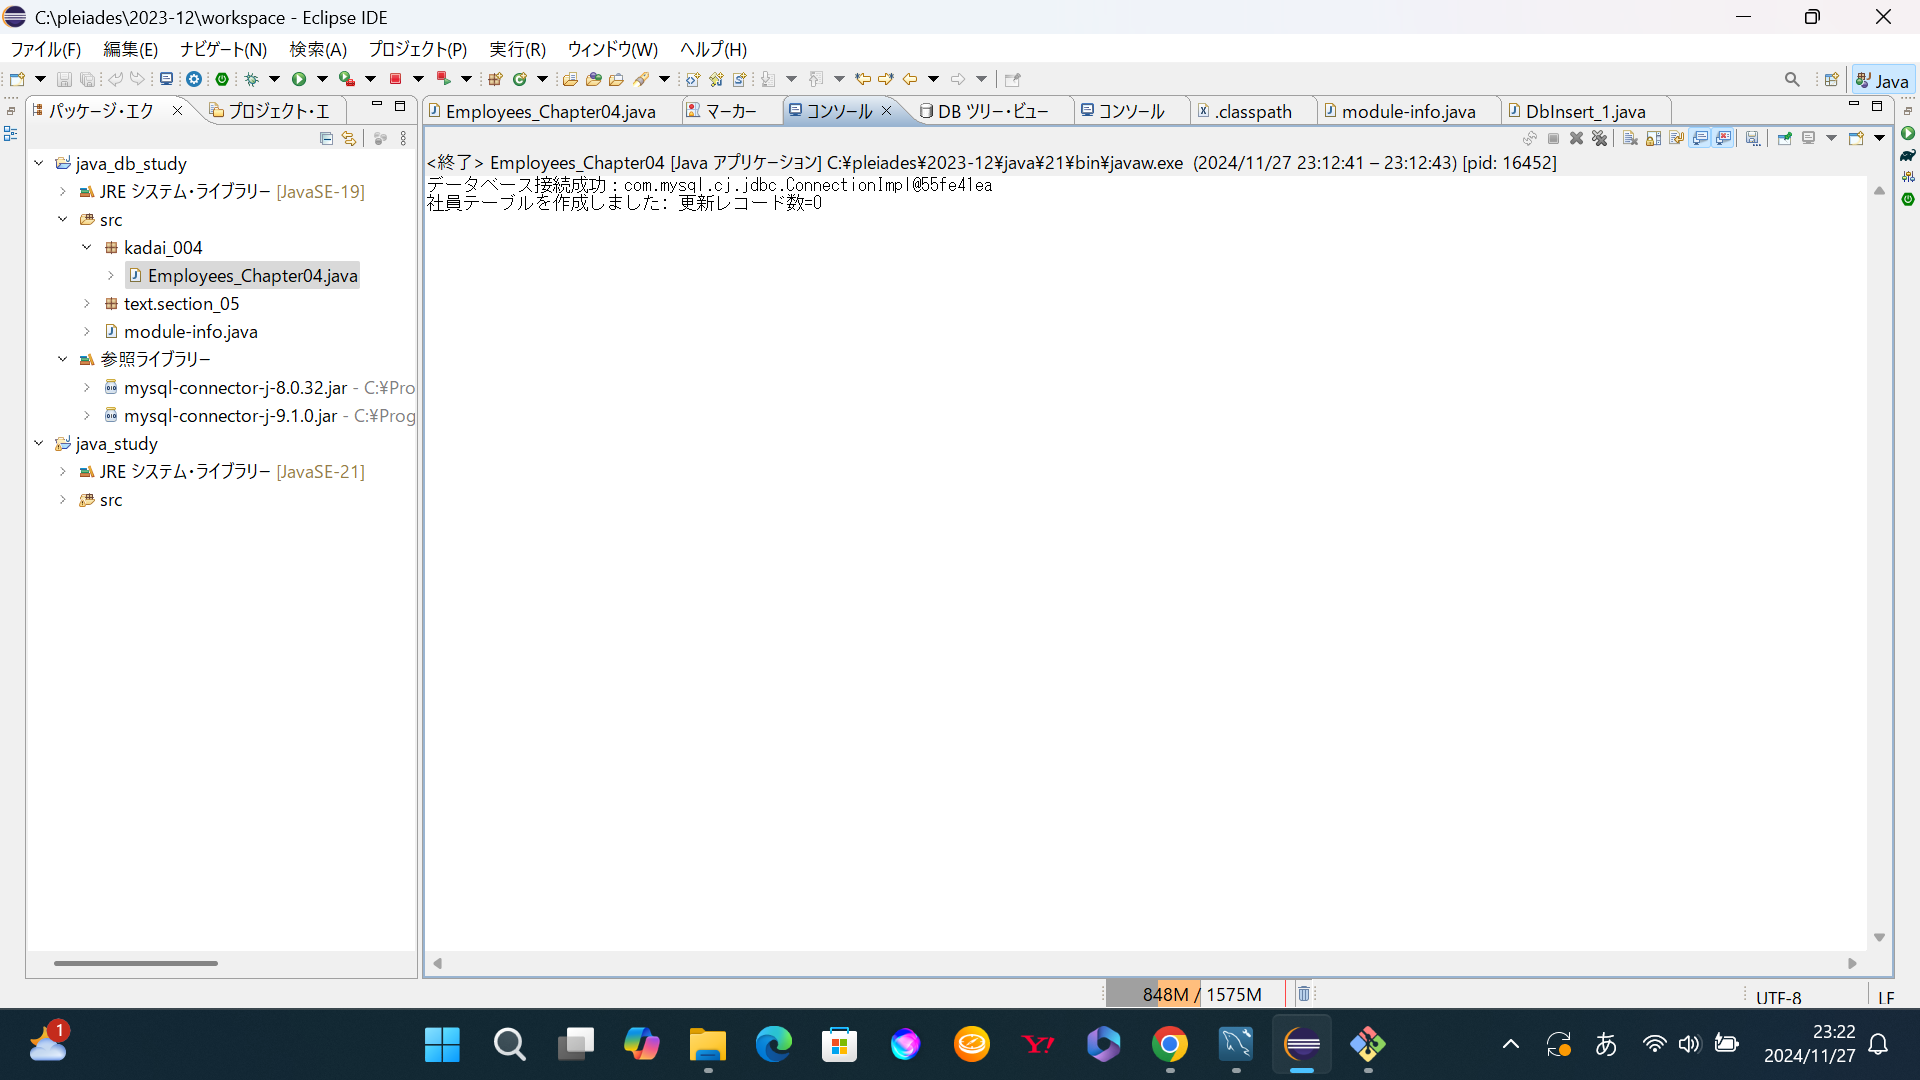 C:\pleiades\2023-12\workspace - Eclipse IDE
ファイル(F) 編集(E) ナビゲート(N) 検索(A) プロジェクト(P) 実行(R) ウィンドウ(W) ヘルプ(H)
Java
パッケージ・エク プロジェクト・エ
Employees_Chapter04.java マーカー コンソール DB ツリー・ビュー コンソール .classpath module-info.java DbInsert_1.java
java_db_study
JRE システム・ライブラリー [JavaSE-19]
src
kadai_004
Employees_Chapter04.java
text.section_05
module-info.java
参照ライブラリー
mysql-connector-j-8.0.32.jar - C:¥Pro
mysql-connector-j-9.1.0.jar - C:¥Prog
java_study
JRE システム・ライブラリー [JavaSE-21]
src
<終了> Employees_Chapter04 [Java アプリケーション] C:¥pleiades¥2023-12¥java¥21¥bin¥javaw.exe (2024/11/27 23:12:41 – 23:12:43) [pid: 16452]
データベース接続成功：com.mysql.cj.jdbc.ConnectionImpl@55fe41ea
社員テーブルを作成しました: 更新レコード数=0
848M / 1575M
UTF-8
LF
1
Y!
あ
23:22
2024/11/27